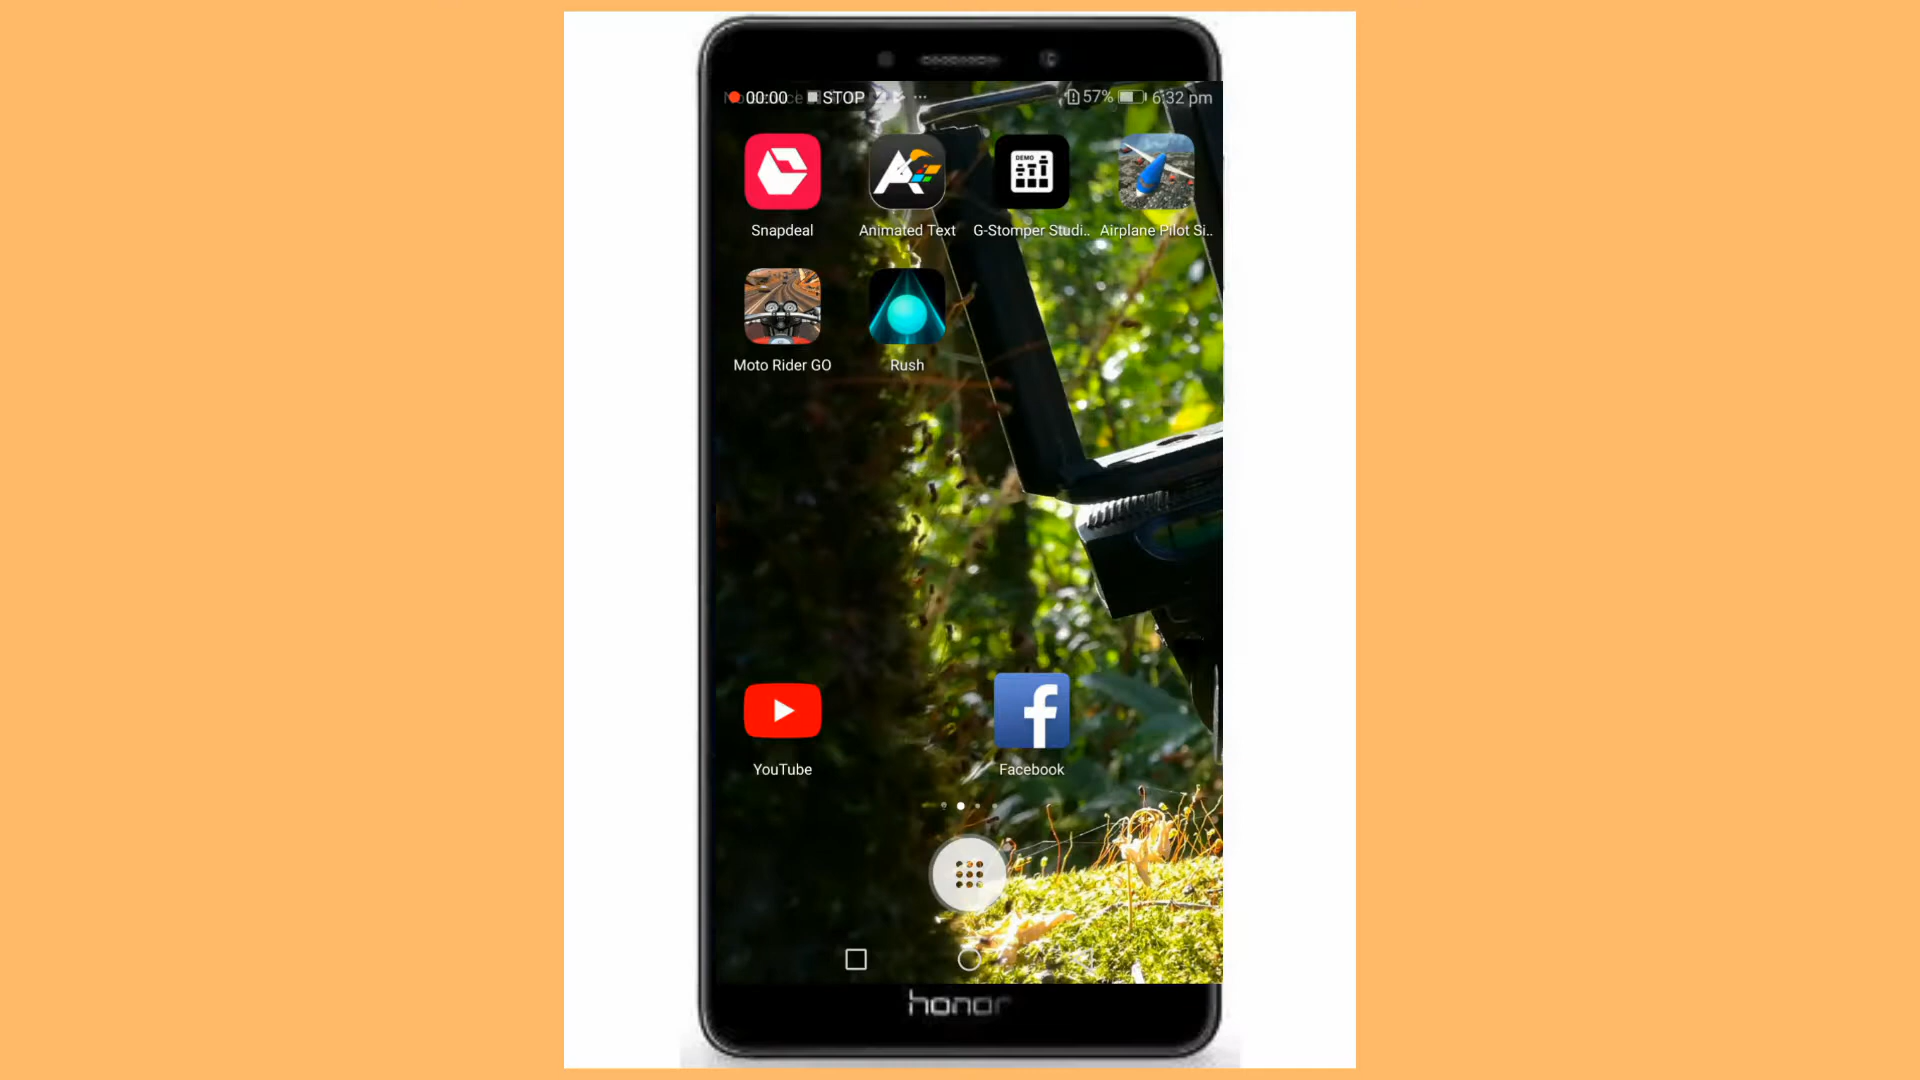 00:00 STOP ... 57% 6:32 pm
DEMO
Snapdeal Animated Text G-Stomper Studi.. Airplane Pilot Si..
Moto Rider GO Rush
YouTube Facebook
honor